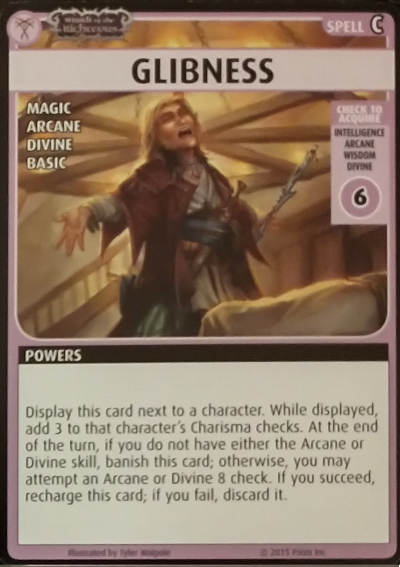 Wrath of the
Righteous
SPELL C
GLIBNESS
MAGIC
ARCANE
DIVINE
BASIC
CHECK TO
ACQUIRE
INTELLIGENCE
ARCANE
WISDOM
DIVINE
6
POWERS
Display this card next to a character. While displayed,
add 3 to that character's Charisma checks. At the end
of the turn, if you do not have either the Arcane or
Divine skill, banish this card; otherwise, you may
attempt an Arcane or Divine 8 check. If you succeed,
recharge this card; if you fail, discard it.
Illustrated by Tyler Walpole
© 2015 Paizo Inc.